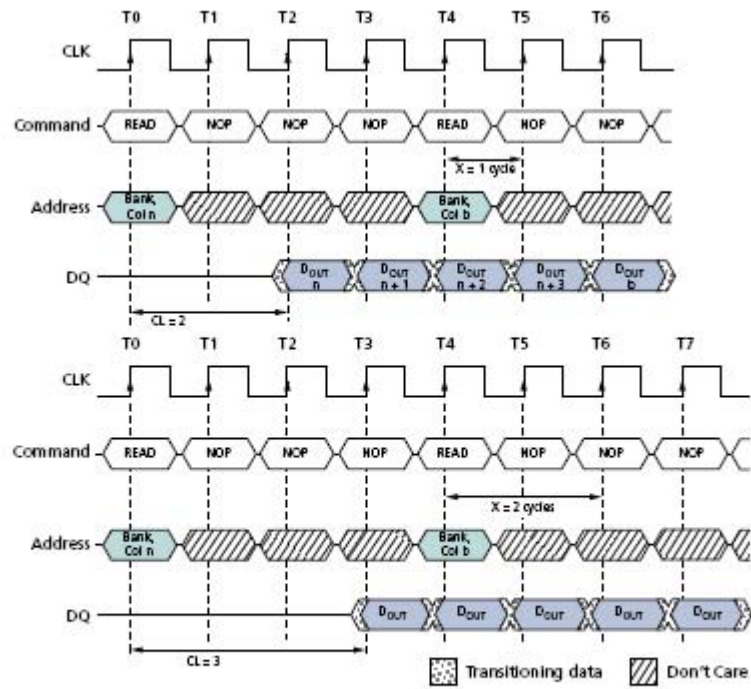 T0 T1 T2 T3 T4 T5 T6
CLK
Command READ NOP NOP NOP READ NOP NOP
X = 1 cycle
Address Bank, Col n Bank, Col b
DQ DOUT n DOUT n + 1 DOUT n + 2 DOUT n + 3 DOUT b
CL = 2
T0 T1 T2 T3 T4 T5 T6 T7
CLK
Command READ NOP NOP NOP READ NOP NOP NOP
X = 2 cycles
Address Bank, Col n Bank, Col b
DQ DOUT DOUT DOUT DOUT DOUT
CL = 3
Transitioning data Don't Care